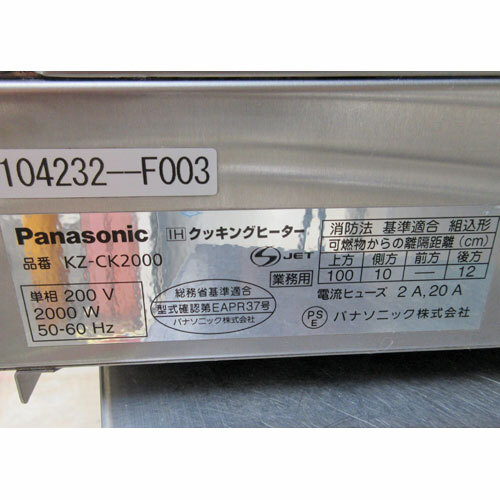 104232--F003
Panasonic IH クッキングヒーター
品番 KZ-CK2000
単相 200 V
2000 W
50-60 Hz
総務省基準適合
型式確認第EAPR37号
パナソニック株式会社
S JET
業務用
消防法 基準適合 組込形
可燃物からの離隔距離(cm)
上方 側方 前方 後方
100 10 — 12
電流ヒューズ 2 A,20 A
PSE パナソニック株式会社